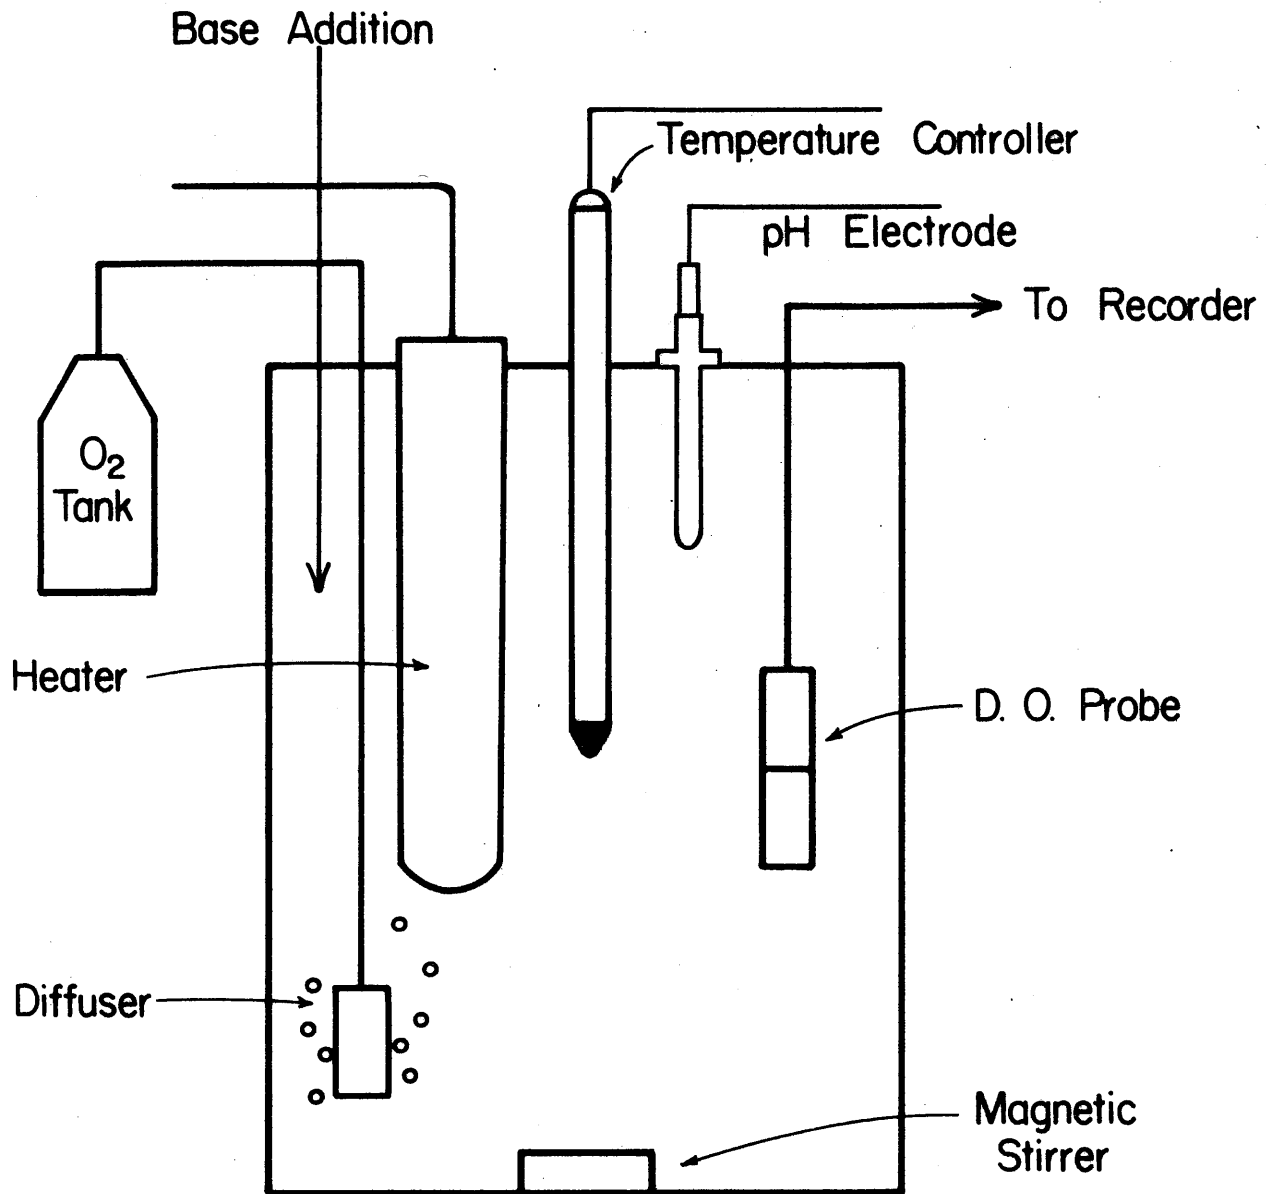 Base Addition
Temperature Controller
pH Electrode
To Recorder
O₂
Tank
Heater
D. O. Probe
Diffuser
Magnetic
Stirrer